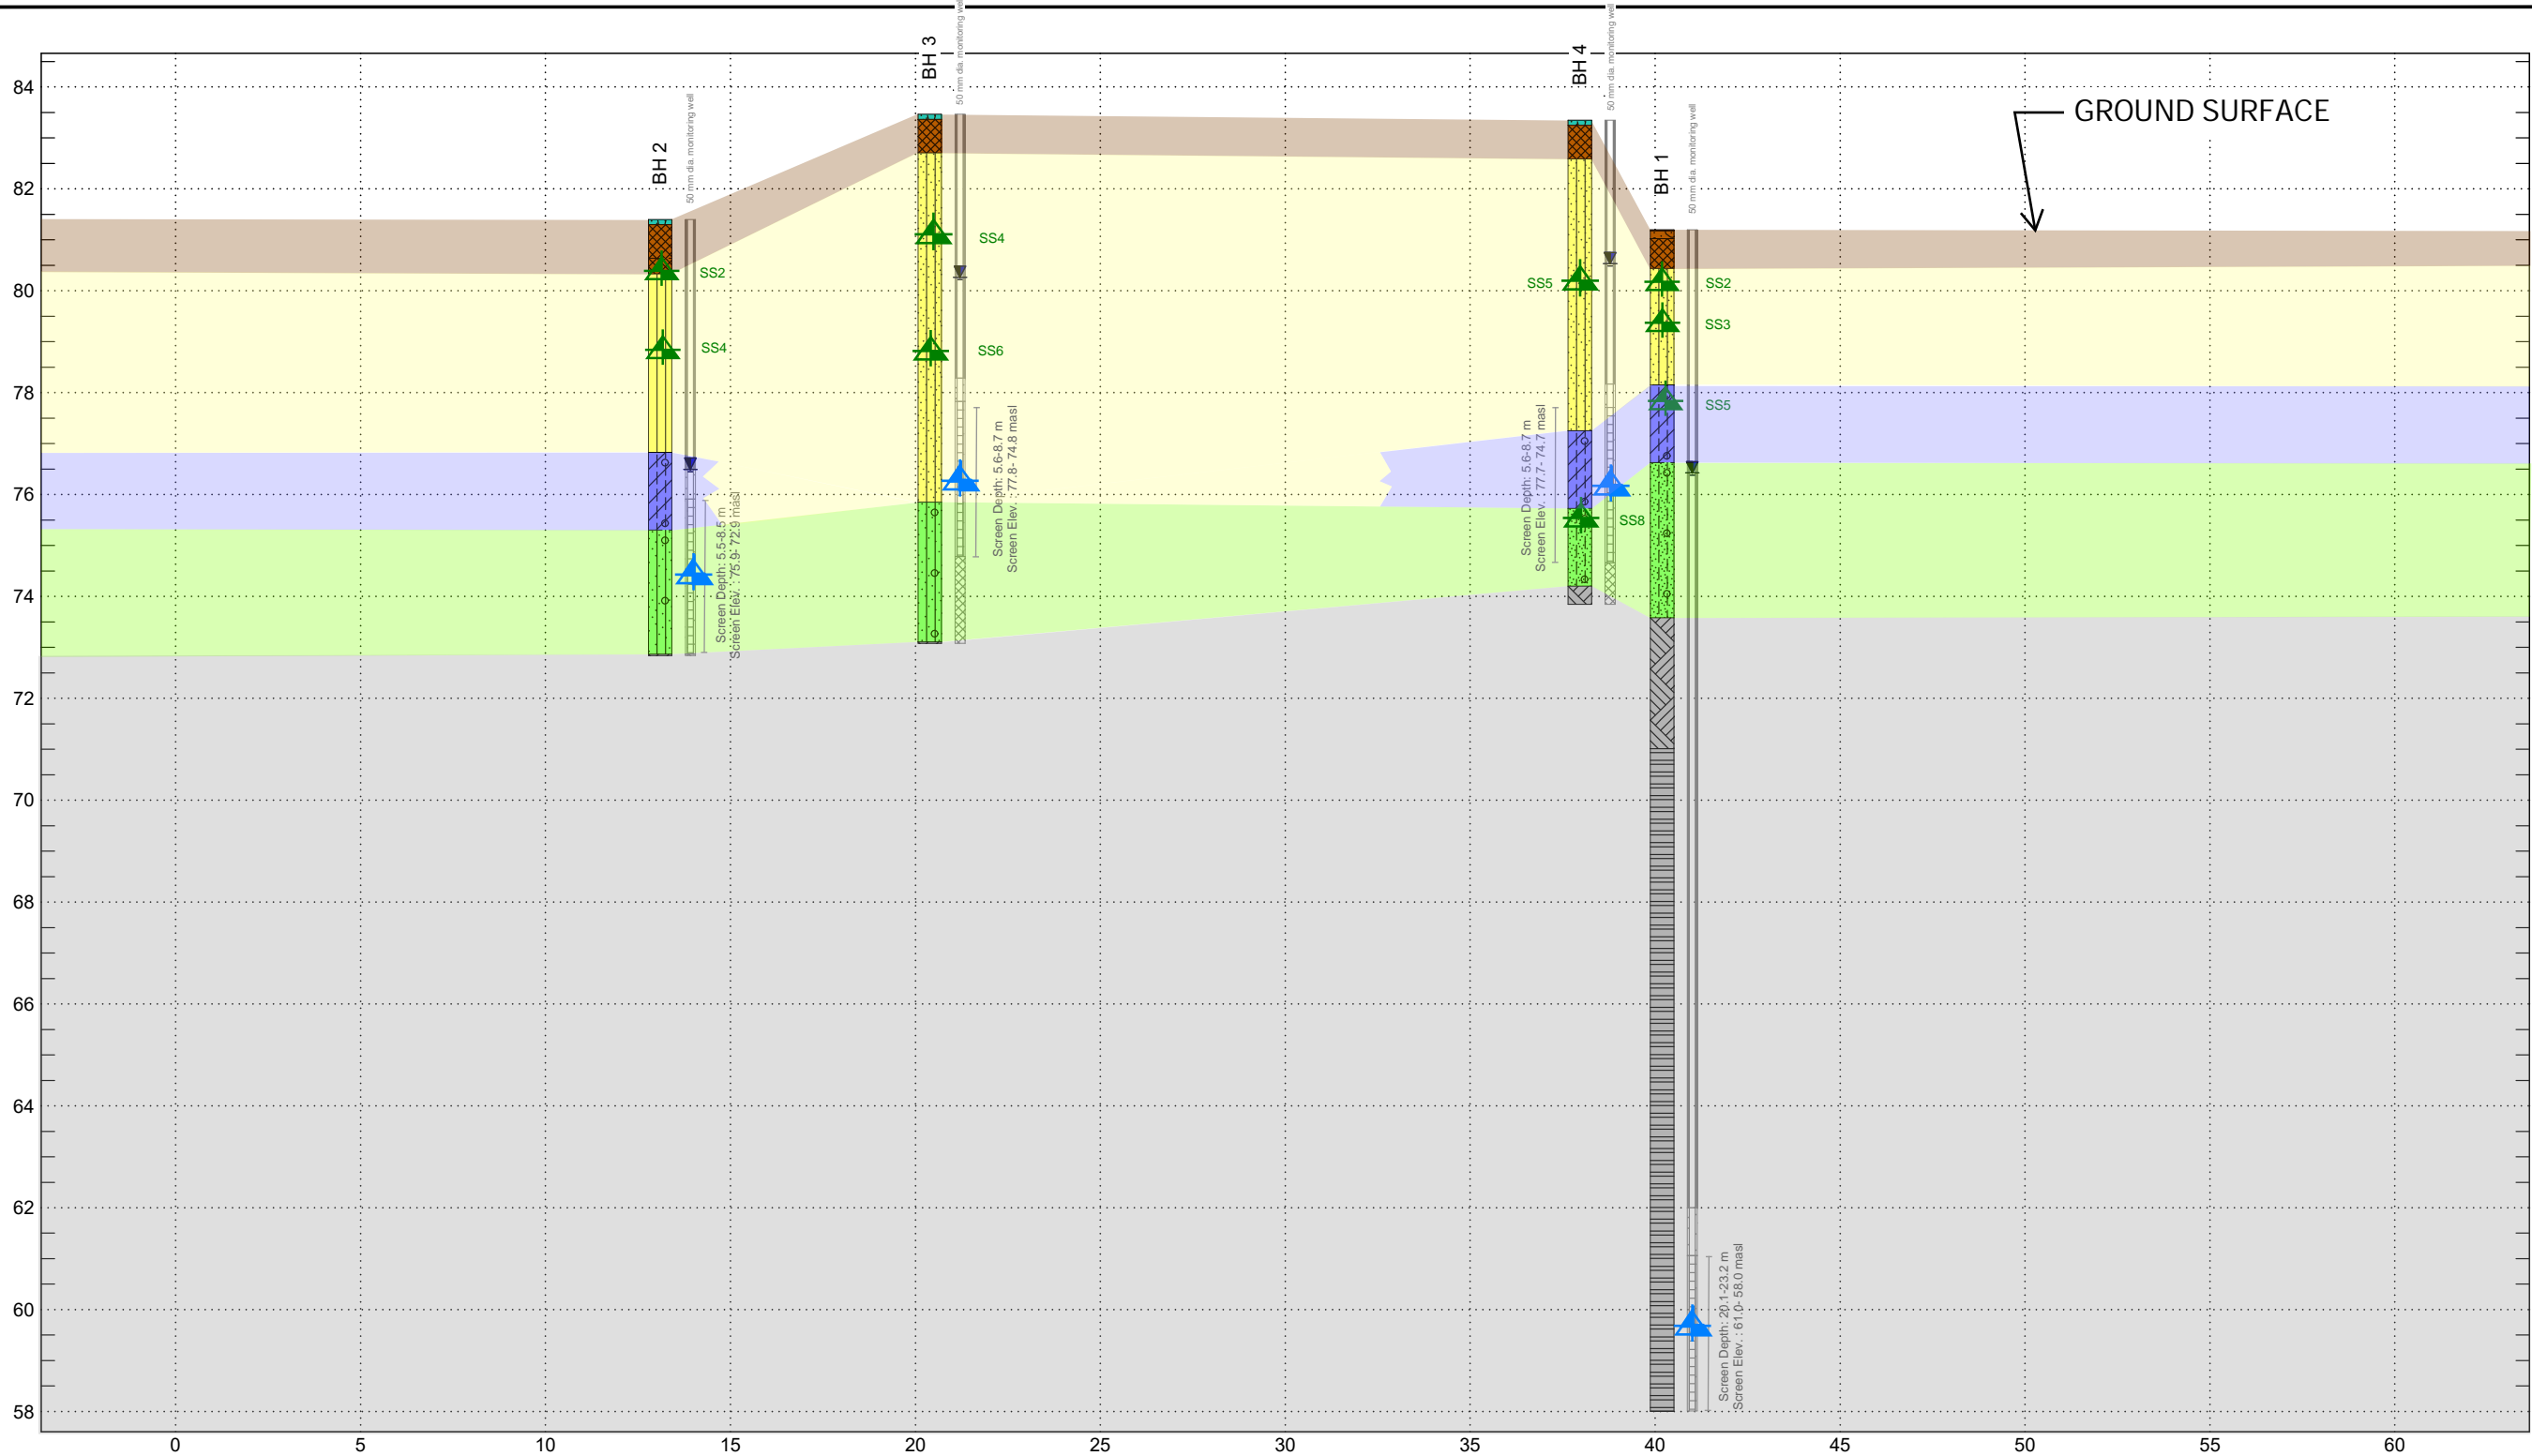 50 mm dia. monitoring well
50 mm dia. monitoring well
BH 3
BH 4
84
GROUND SURFACE
50 mm dia. monitoring well
50 mm dia. monitoring well
BH 2
BH 1
82
SS4
SS2
SS5
SS2
80
SS3
SS4
SS6
78
SS5
Screen Depth: 5.6-8.7 m
Screen Elev. : 77.8- 74.8 masl
Screen Depth: 5.6-8.7 m
Screen Elev. : 77.7- 74.7 masl
76
SS8
Screen Depth: 5.5-8.5 m
Screen Elev. : 75.9- 72.9 masl
74
72
70
68
66
64
62
Screen Depth: 20.1-23.2 m
Screen Elev. : 61.0- 58.0 masl
60
58
0 5 10 15 20 25 30 35 40 45 50 55 60